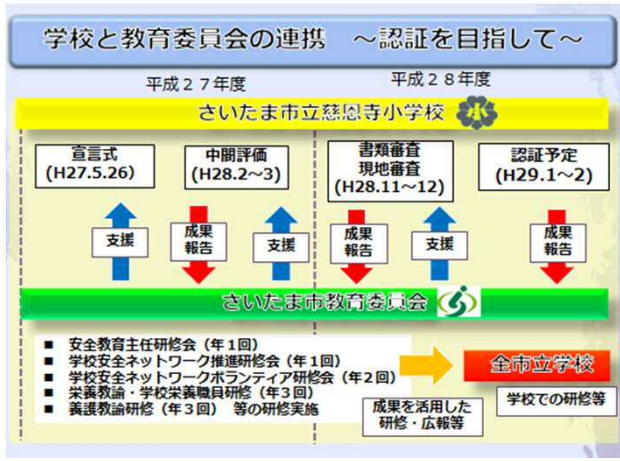 学校と教育委員会の連携 ～認証を目指して～
平成２７年度
平成２８年度
さいたま市立慈恩寺小学校
小
宣言式
(H27.5.26)
中間評価
(H28.2～3)
書類審査
現地審査
(H28.11～12)
認証予定
(H29.1～2)
支援
成果
報告
支援
成果
報告
支援
成果
報告
さいたま市教育委員会
■ 安全教育主任研修会（年１回）
■ 学校安全ネットワーク推進研修会（年１回）
■ 学校安全ネットワークボランティア研修会（年２回）
■ 栄養教諭・学校栄養職員研修（年３回）
■ 養護教諭研修（年３回） 等の研修実施
全市立学校
成果を活用した
研修・広報等
学校での研修等